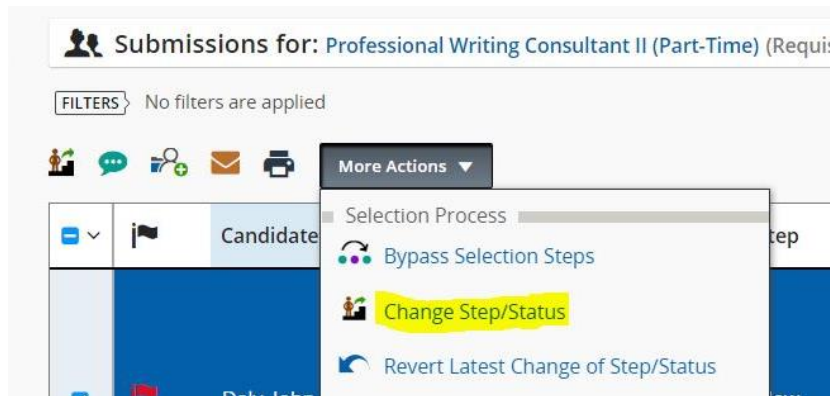 Submissions for: Professional Writing Consultant II (Part-Time) (Requis
FILTERS No filters are applied
More Actions
Candidate
tep
Selection Process
Bypass Selection Steps
Change Step/Status
Revert Latest Change of Step/Status